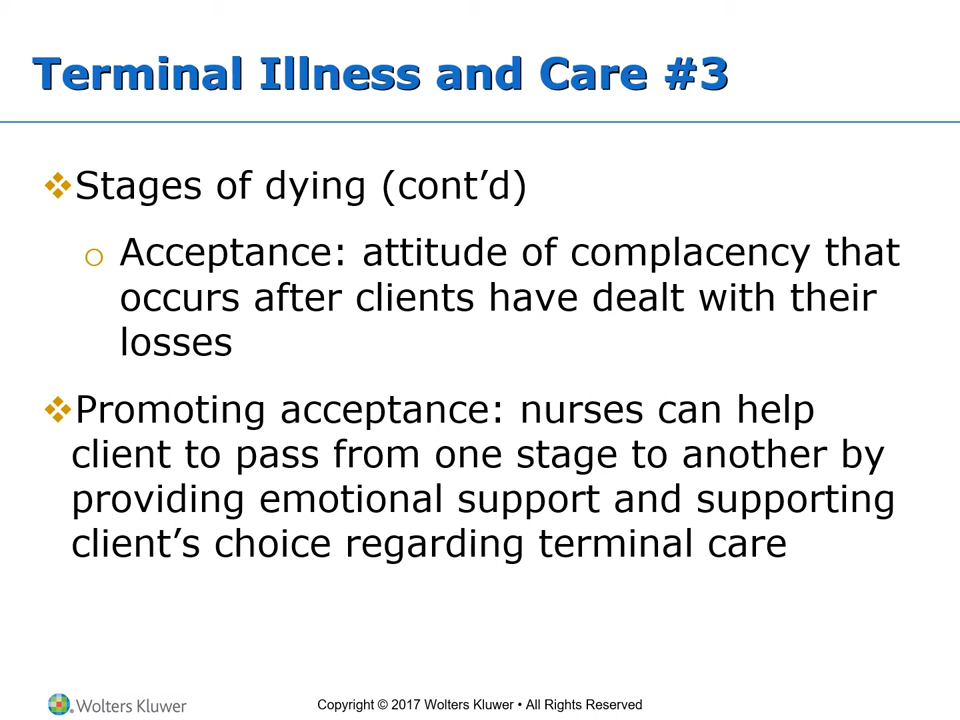 Terminal Illness and Care #3
❖Stages of dying (cont’d)
o Acceptance: attitude of complacency that
occurs after clients have dealt with their
losses
❖Promoting acceptance: nurses can help
client to pass from one stage to another by
providing emotional support and supporting
client’s choice regarding terminal care
Wolters Kluwer
Copyright © 2017 Wolters Kluwer • All Rights Reserved